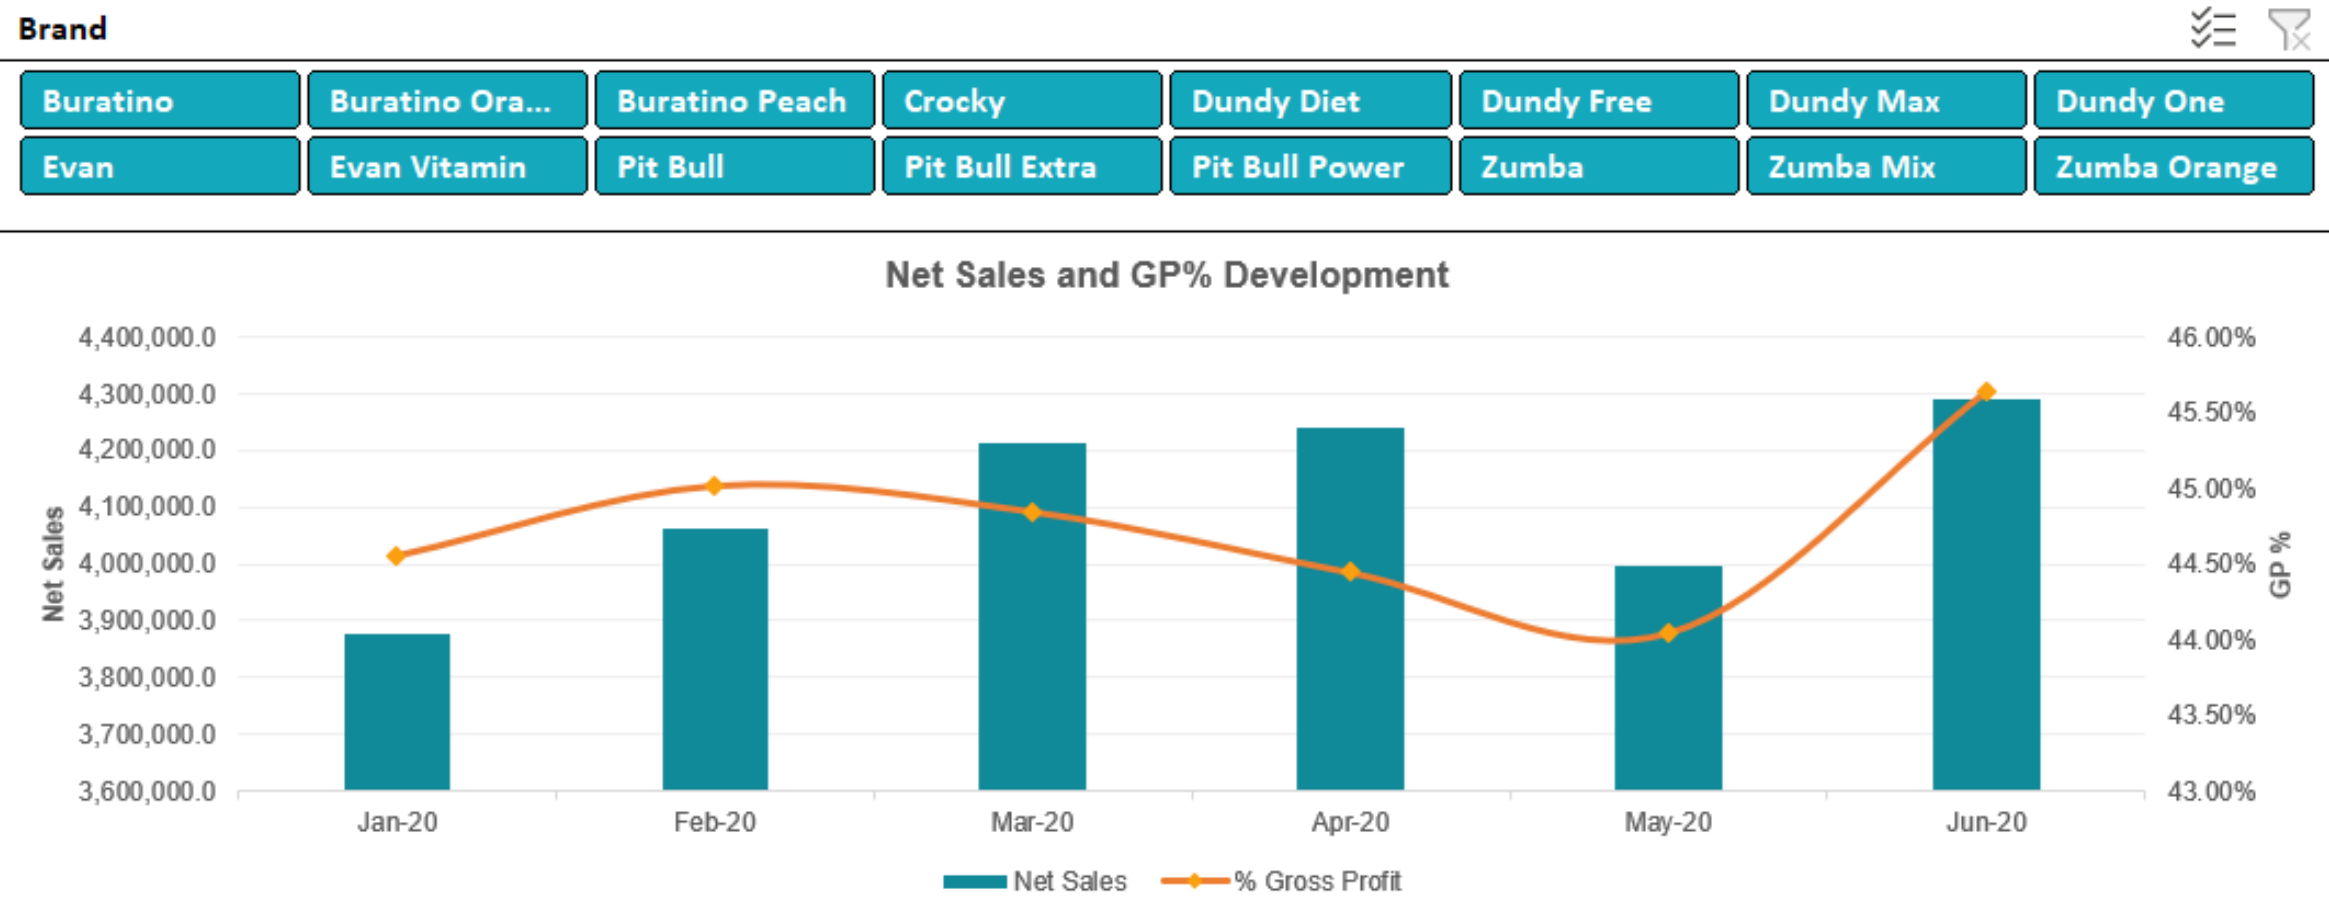 Brand
Buratino Buratino Ora... Buratino Peach Crocky Dundy Diet Dundy Free Dundy Max Dundy One
Evan Evan Vitamin Pit Bull Pit Bull Extra Pit Bull Power Zumba Zumba Mix Zumba Orange
Net Sales and GP% Development
4,400,000.0
4,300,000.0
4,200,000.0
4,100,000.0
4,000,000.0
3,900,000.0
3,800,000.0
3,700,000.0
3,600,000.0
Net Sales
46.00%
45.50%
45.00%
44.50%
44.00%
43.50%
43.00%
GP %
Jan-20 Feb-20 Mar-20 Apr-20 May-20 Jun-20
Net Sales % Gross Profit